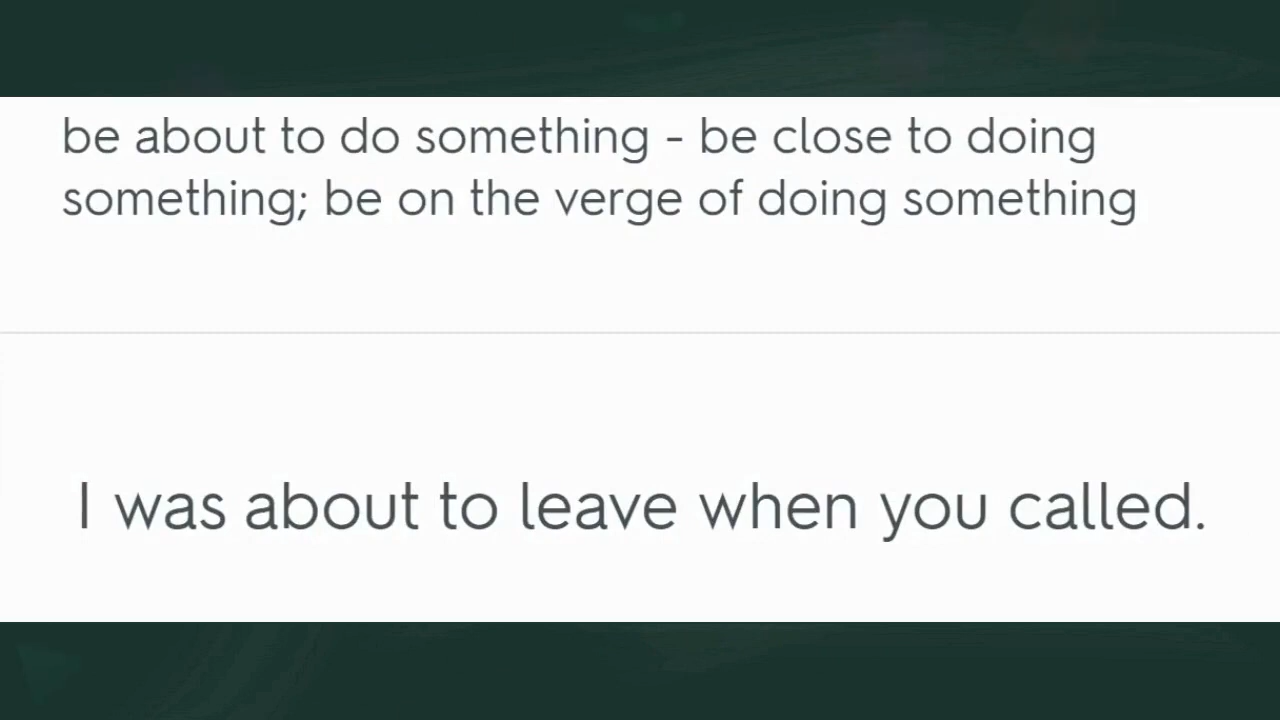 be about to do something - be close to doing
something; be on the verge of doing something
I was about to leave when you called.